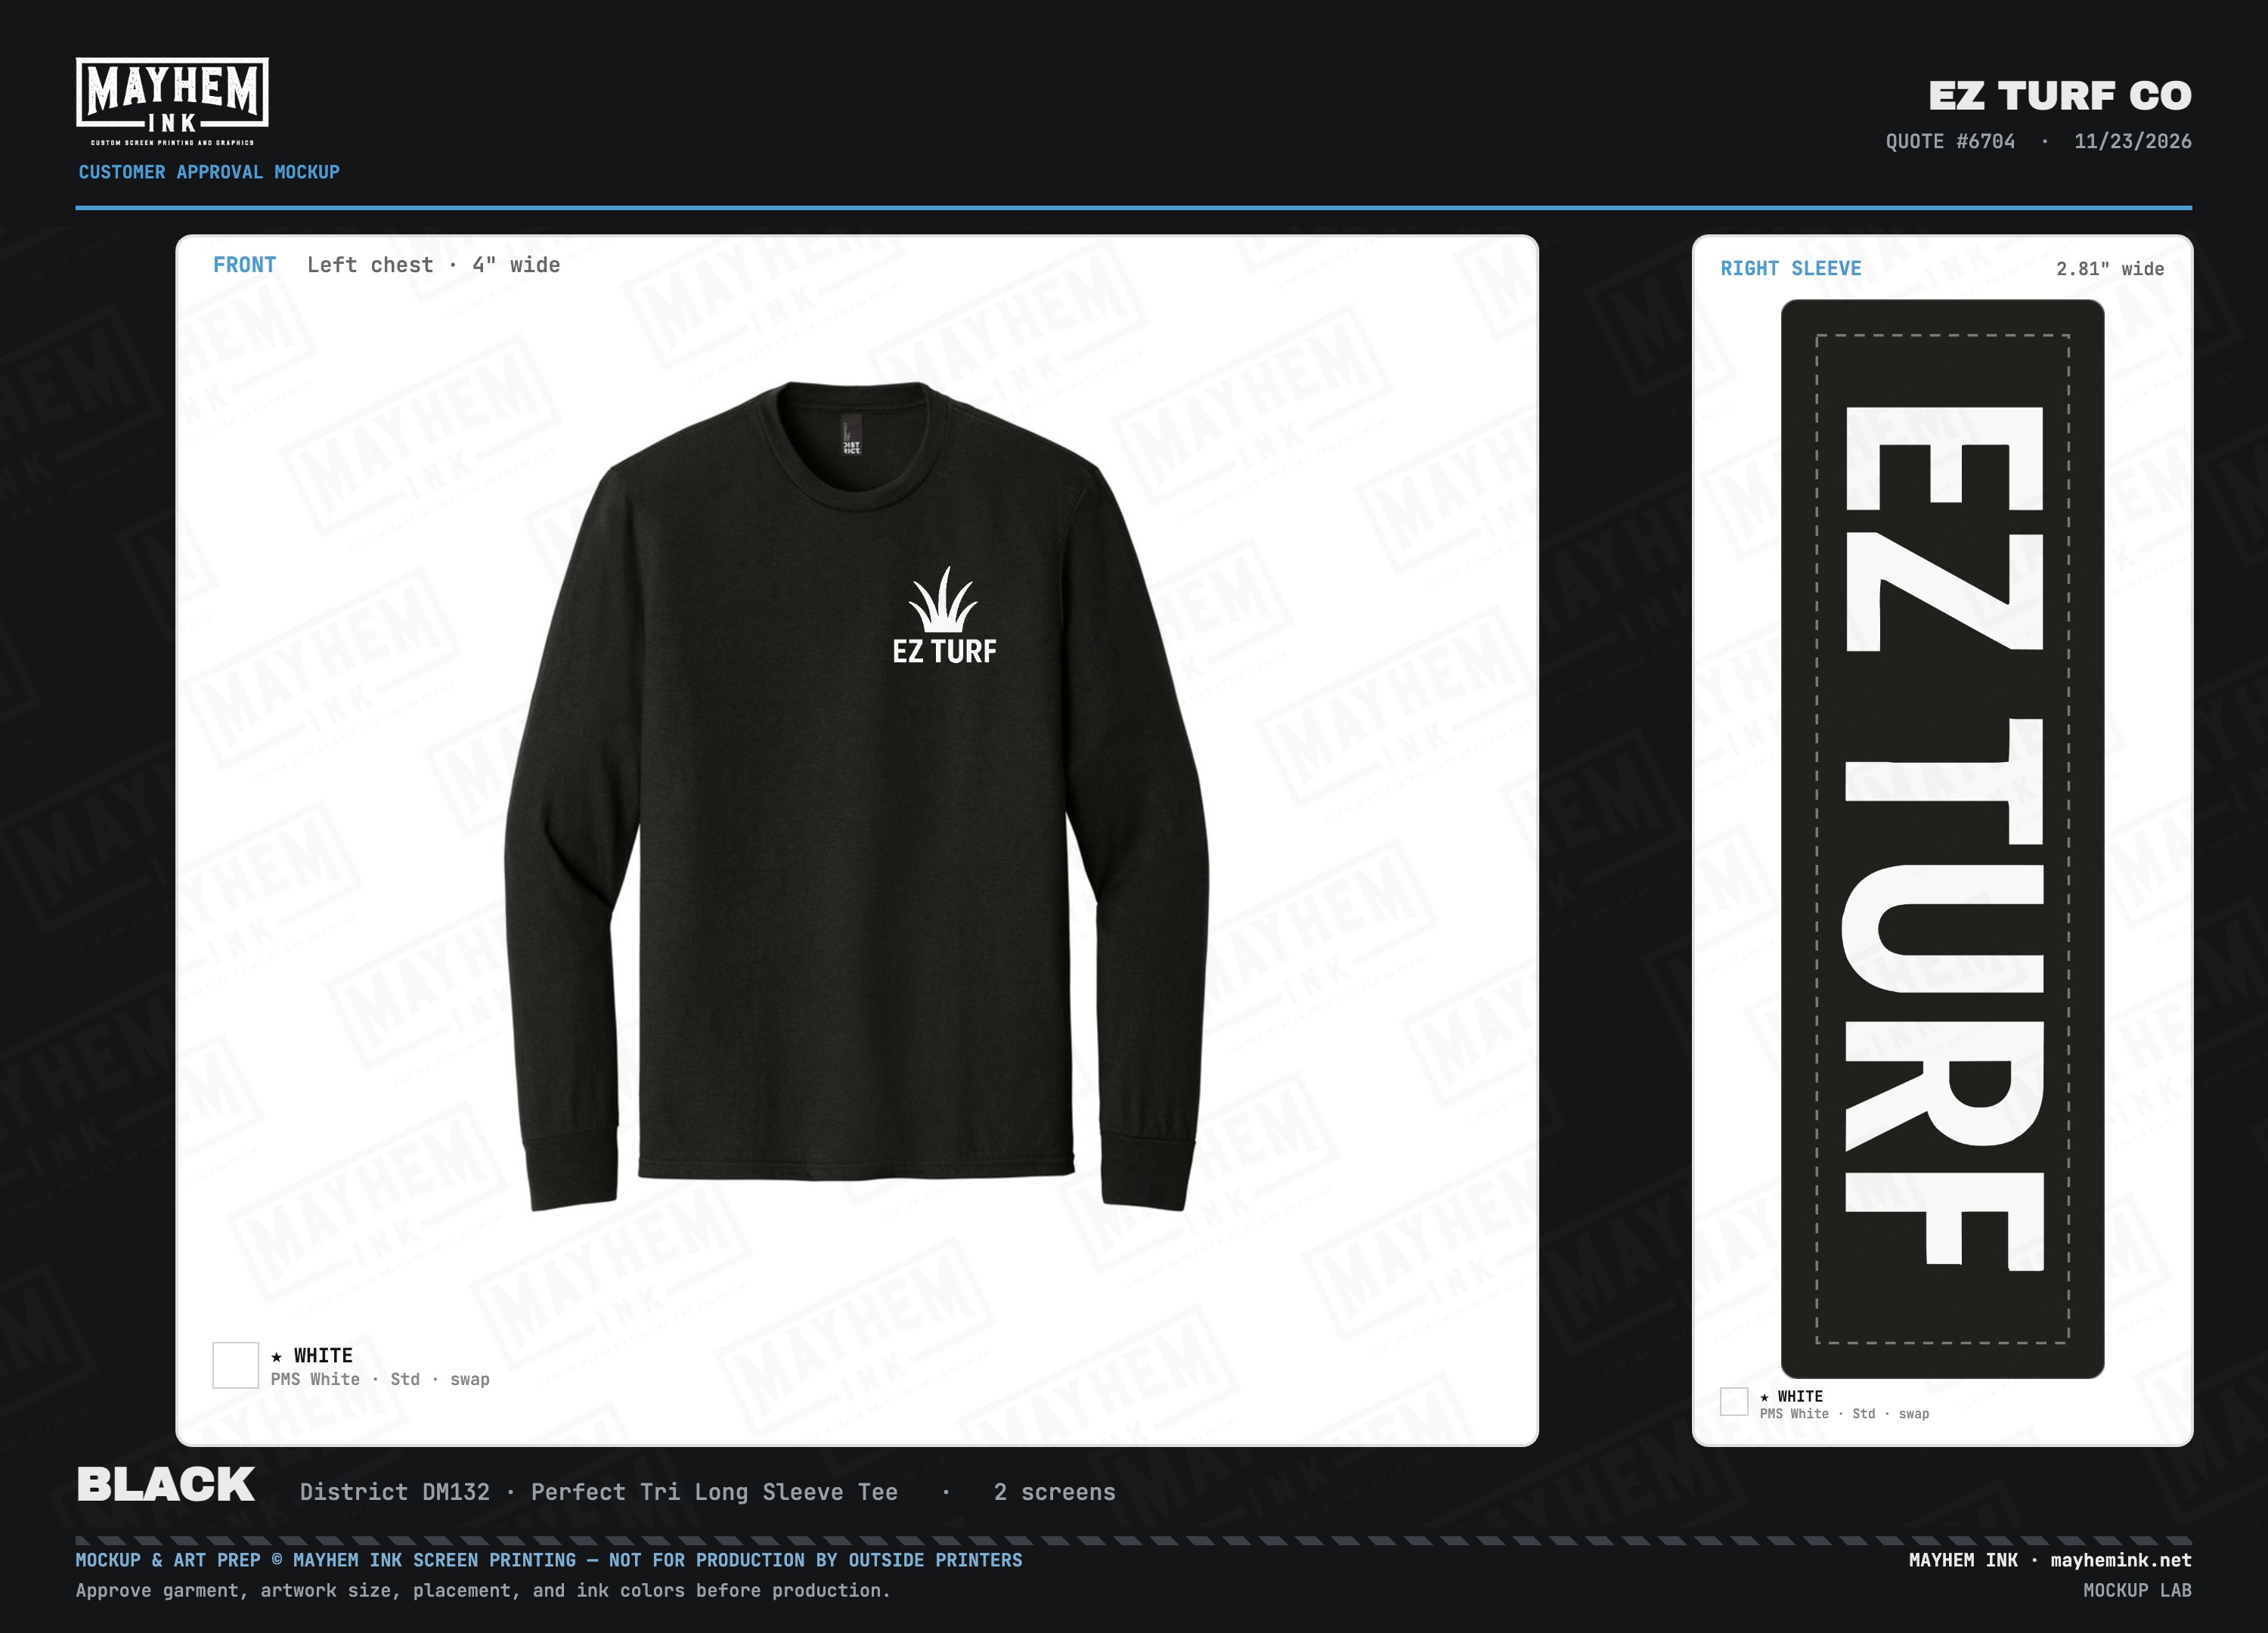 MAYHEM
INK
CUSTOM SCREEN PRINTING AND GRAPHICS
CUSTOMER APPROVAL MOCKUP
EZ TURF CO
QUOTE #6704 · 11/23/2026
FRONT Left chest · 4" wide
DIST
RICT
EZ TURF
★ WHITE
PMS White · Std · swap
RIGHT SLEEVE 2.81" wide
EZ TURF
★ WHITE
PMS White · Std · swap
BLACK District DM132 · Perfect Tri Long Sleeve Tee · 2 screens
MOCKUP & ART PREP © MAYHEM INK SCREEN PRINTING — NOT FOR PRODUCTION BY OUTSIDE PRINTERS
Approve garment, artwork size, placement, and ink colors before production.
MAYHEM INK · mayhemink.net
MOCKUP LAB